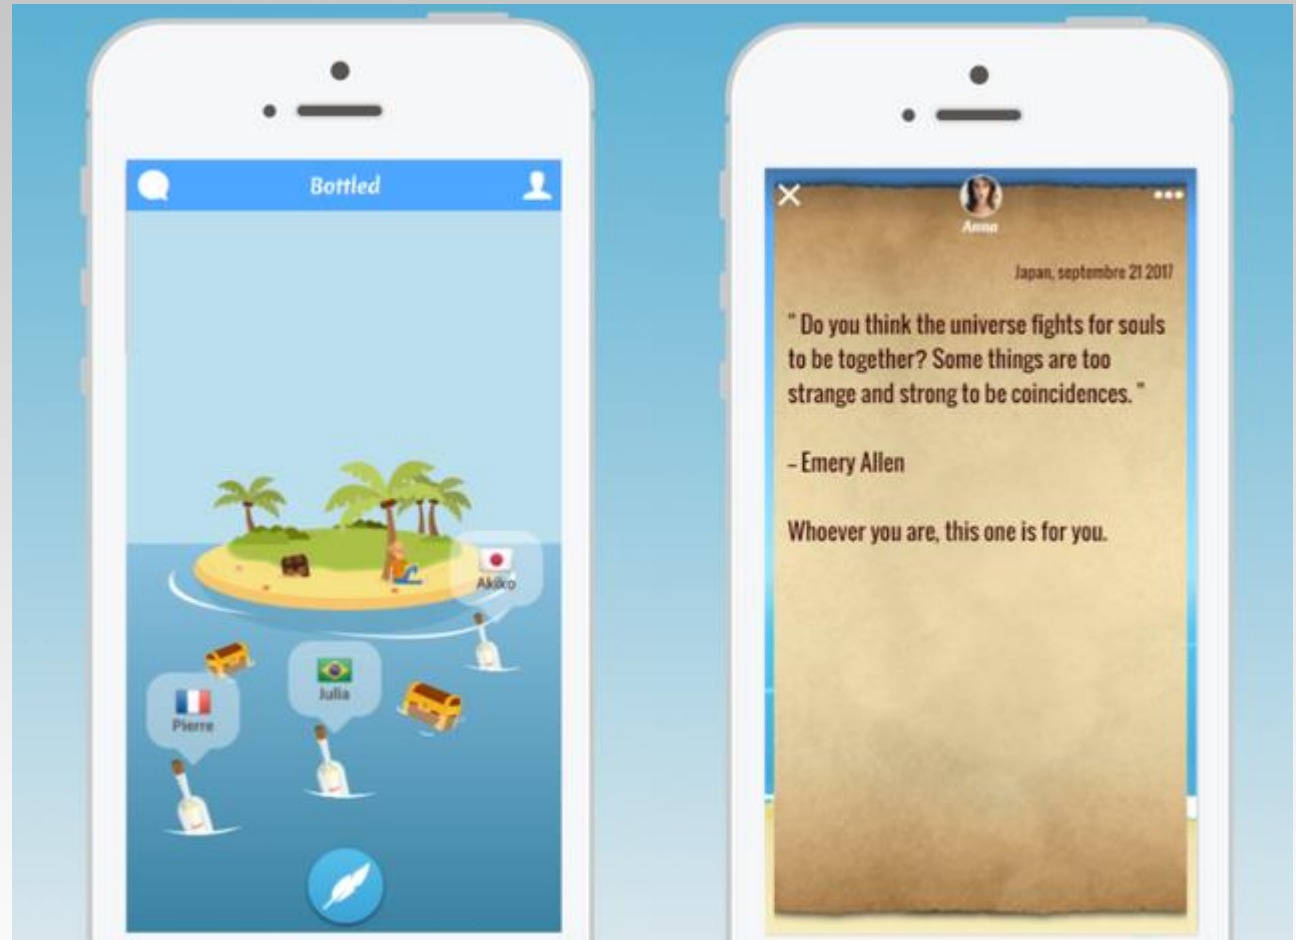 Bottled
Akiko
Julia
Pierre
Anna
Japan, septembre 21 2017
" Do you think the universe fights for souls
to be together? Some things are too
strange and strong to be coincidences. "
– Emery Allen
Whoever you are, this one is for you.